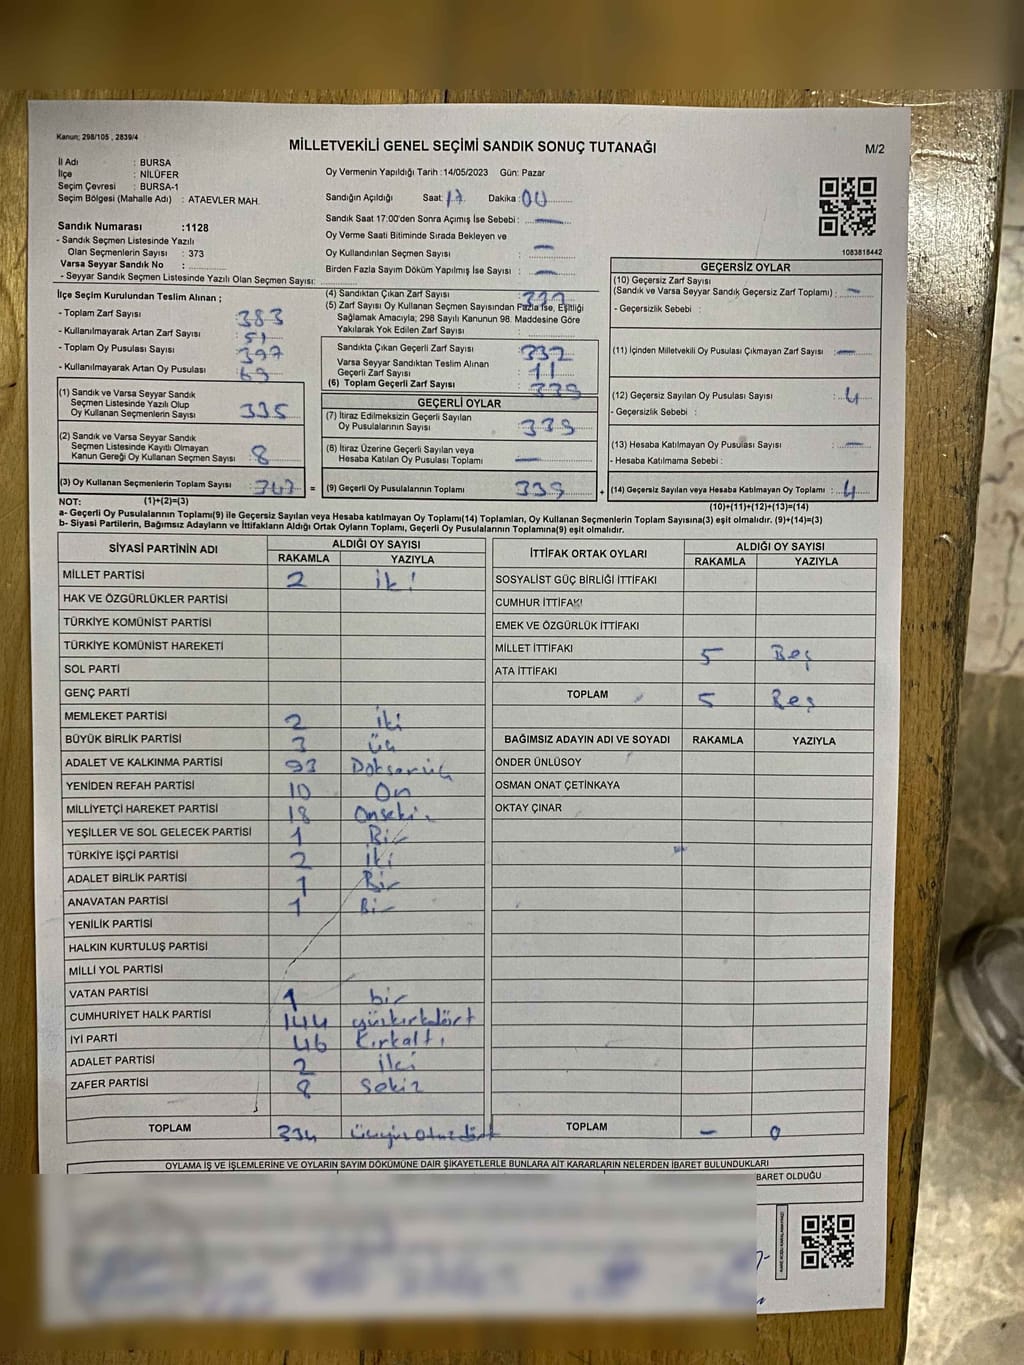 Kanun; 298/105 , 2839/4
MİLLETVEKİLİ GENEL SEÇİMİ SANDIK SONUÇ TUTANAĞI
M/2
İl Adı : BURSA
İlçe : NİLÜFER
Seçim Çevresi : BURSA-1
Seçim Bölgesi (Mahalle Adı) : ATAEVLER MAH.
Sandık Numarası :1128
- Sandık Seçmen Listesinde Yazılı
Olan Seçmenlerin Sayısı : 373
Varsa Seyyar Sandık No :
- Seyyar Sandık Seçmen Listesinde Yazılı Olan Seçmen Sayısı:
Oy Vermenin Yapıldığı Tarih :14/05/2023 Gün: Pazar
Sandığın Açıldığı Saat: 17 Dakika: 00
Sandık Saat 17:00'den Sonra Açımış İse Sebebi : —
Oy Verme Saati Bitiminde Sırada Bekleyen ve
Oy Kullandırılan Seçmen Sayısı : —
Birden Fazla Sayım Döküm Yapılmış İse Sayısı : —
1083818442
İlçe Seçim Kurulundan Teslim Alınan ;
- Toplam Zarf Sayısı : 383
- Kullanılmayarak Artan Zarf Sayısı : 51
- Toplam Oy Pusulası Sayısı : 397
- Kullanılmayarak Artan Oy Pusulası : 69
(1) Sandık ve Varsa Seyyar Sandık
Seçmen Listesinde Yazılı Olup
Oy Kullanan Seçmenlerin Sayısı : 335
(2) Sandık ve Varsa Seyyar Sandık
Seçmen Listesinde Kayıtlı Olmayan
Kanun Gereği Oy Kullanan Seçmen Sayısı : 8
(3) Oy Kullanan Seçmenlerin Toplam Sayısı : 343
(4) Sandıktan Çıkan Zarf Sayısı :
(5) Zarf Sayısı Oy Kullanan Seçmen Sayısından Fazla İse, Eşitliği
Sağlamak Amacıyla; 298 Sayılı Kanunun 98. Maddesine Göre
Yakılarak Yok Edilen Zarf Sayısı :
Sandıkta Çıkan Geçerli Zarf Sayısı : 332
Varsa Seyyar Sandıktan Teslim Alınan
Geçerli Zarf Sayısı : 11
(6) Toplam Geçerli Zarf Sayısı : 339
GEÇERLİ OYLAR
(7) İtiraz Edilmeksizin Geçerli Sayılan
Oy Pusulalarının Sayısı : 339
(8) İtiraz Üzerine Geçerli Sayılan veya
Hesaba Katılan Oy Pusulası Toplamı : —
= (9) Geçerli Oy Pusulalarının Toplamı : 339
GEÇERSİZ OYLAR
(10) Geçersiz Zarf Sayısı
(Sandık ve Varsa Seyyar Sandık Geçersiz Zarf Toplamı) : —
- Geçersizlik Sebebi :
(11) İçinden Milletvekili Oy Pusulası Çıkmayan Zarf Sayısı : —
(12) Geçersiz Sayılan Oy Pusulası Sayısı : 4
- Geçersizlik Sebebi :
(13) Hesaba Katılmayan Oy Pusulası Sayısı : —
- Hesaba Katılmama Sebebi :
+ (14) Geçersiz Sayılan veya Hesaba Katılmayan Oy Toplamı : 4
NOT: (1)+(2)=(3)
(10)+(11)+(12)+(13)=(14)
a- Geçerli Oy Pusulalarının Toplamı(9) ile Geçersiz Sayılan veya Hesaba katılmayan Oy Toplamı(14) Toplamları, Oy Kullanan Seçmenlerin Toplam Sayısına(3) eşit olmalıdır. (9)+(14)=(3)
b- Siyasi Partilerin, Bağımsız Adayların ve İttifakların Aldığı Ortak Oyların Toplamı, Geçerli Oy Pusulalarının Toplamına(9) eşit olmalıdır.
SİYASİ PARTİNİN ADI ALDIĞI OY SAYISI
RAKAMLA YAZIYLA
MİLLET PARTİSİ 2 iki
HAK VE ÖZGÜRLÜKLER PARTİSİ
TÜRKİYE KOMÜNİST PARTİSİ
TÜRKİYE KOMÜNİST HAREKETİ
SOL PARTİ
GENÇ PARTİ
MEMLEKET PARTİSİ 2 iki
BÜYÜK BİRLİK PARTİSİ 3 üç
ADALET VE KALKINMA PARTİSİ 93 Doksanüç
YENİDEN REFAH PARTİSİ 10 On
MİLLİYETÇİ HAREKET PARTİSİ 18 Onsekiz
YEŞİLLER VE SOL GELECEK PARTİSİ 1 Bir
TÜRKİYE İŞÇİ PARTİSİ 2 iki
ADALET BİRLİK PARTİSİ 1 Bir
ANAVATAN PARTİSİ 1 Bir
YENİLİK PARTİSİ
HALKIN KURTULUŞ PARTİSİ
MİLLİ YOL PARTİSİ
VATAN PARTİSİ 1 bir
CUMHURİYET HALK PARTİSİ 144 yüzkırkdört
İYİ PARTİ 46 Kırkaltı
ADALET PARTİSİ 2 iki
ZAFER PARTİSİ 8 Sekiz
TOPLAM 334 üçyüz otuzdört
İTTİFAK ORTAK OYLARI ALDIĞI OY SAYISI
RAKAMLA YAZIYLA
SOSYALİST GÜÇ BİRLİĞİ İTTİFAKI
CUMHUR İTTİFAKI
EMEK VE ÖZGÜRLÜK İTTİFAKI
MİLLET İTTİFAKI 5 Beş
ATA İTTİFAKI
TOPLAM 5 Beş
BAĞIMSIZ ADAYIN ADI VE SOYADI RAKAMLA YAZIYLA
ÖNDER ÜNLÜSOY
OSMAN ONAT ÇETİNKAYA
OKTAY ÇINAR
TOPLAM — 0
OYLAMA İŞ VE İŞLEMLERİNE VE OYLARIN SAYIM DÖKÜMÜNE DAİR ŞİKAYETLERLE BUNLARA AİT KARARLARIN NELERDEN İBARET BULUNDUKLARI
BARET OLDUĞU